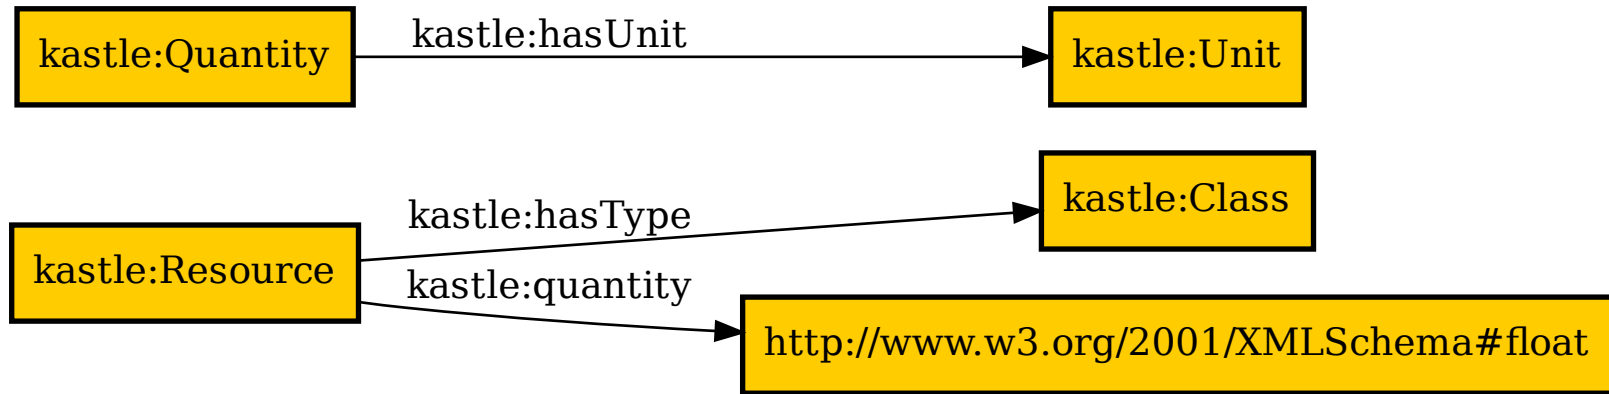 kastle:Quantity
kastle:hasUnit
kastle:Unit
kastle:Resource
kastle:hasType
kastle:Class
kastle:quantity
http://www.w3.org/2001/XMLSchema#float